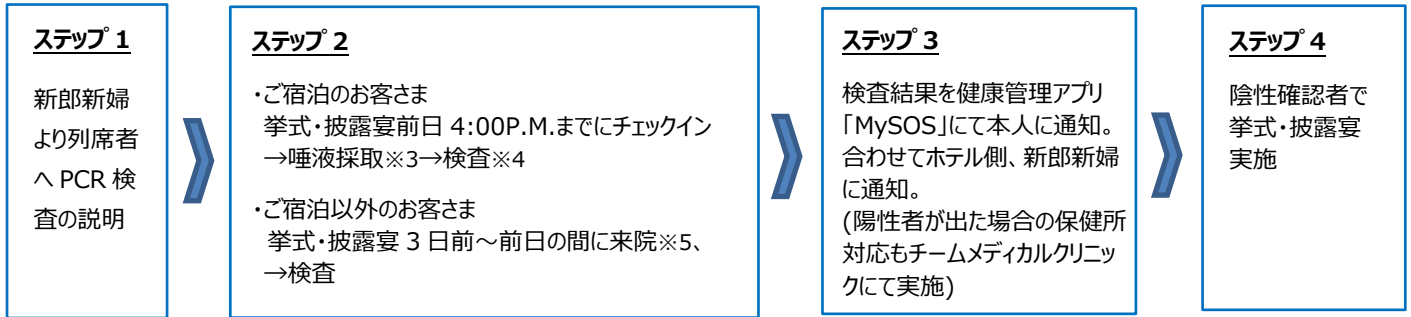 ステップ 1
新郎新婦
より列席者
へ PCR 検
査の説明
ステップ 2
・ご宿泊のお客さま
挙式・披露宴前日 4:00P.M.までにチェックイン
→唾液採取※3→検査※4
・ご宿泊以外のお客さま
挙式・披露宴 3 日前～前日の間に来院※5、
→検査
ステップ 3
検査結果を健康管理アプリ
「MySOS」にて本人に通知。
合わせてホテル側、新郎新婦
に通知。
(陽性者が出た場合の保健所
対応もチームメディカルクリニッ
クにて実施)
ステップ 4
陰性確認者で
挙式・披露宴
実施